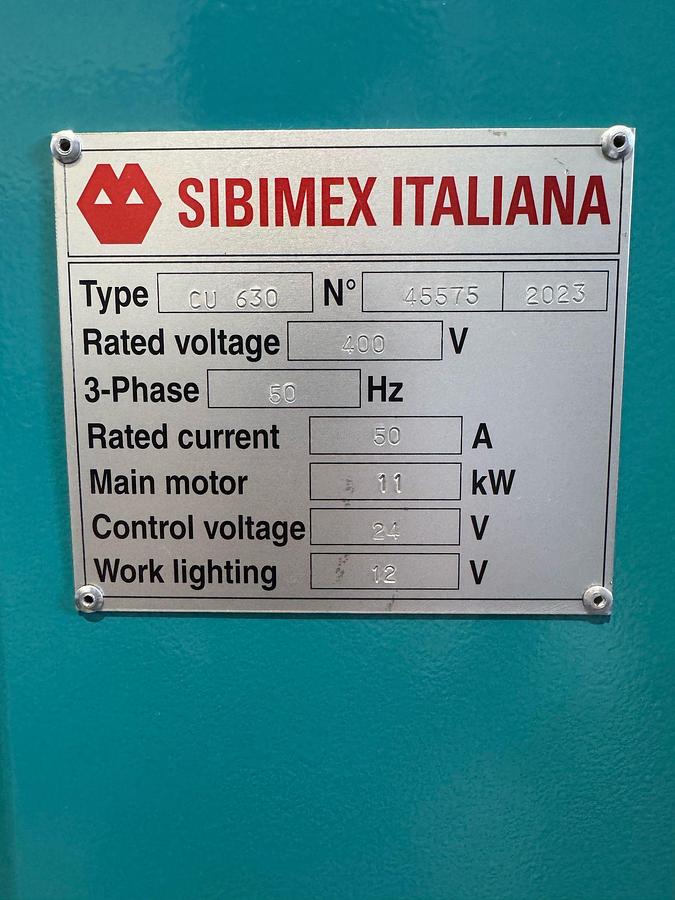 SIBIMEX ITALIANA
Type CU 630 N° 45575 2023
Rated voltage 400 V
3-Phase 50 Hz
Rated current 50 A
Main motor 11 kW
Control voltage 24 V
Work lighting 12 V